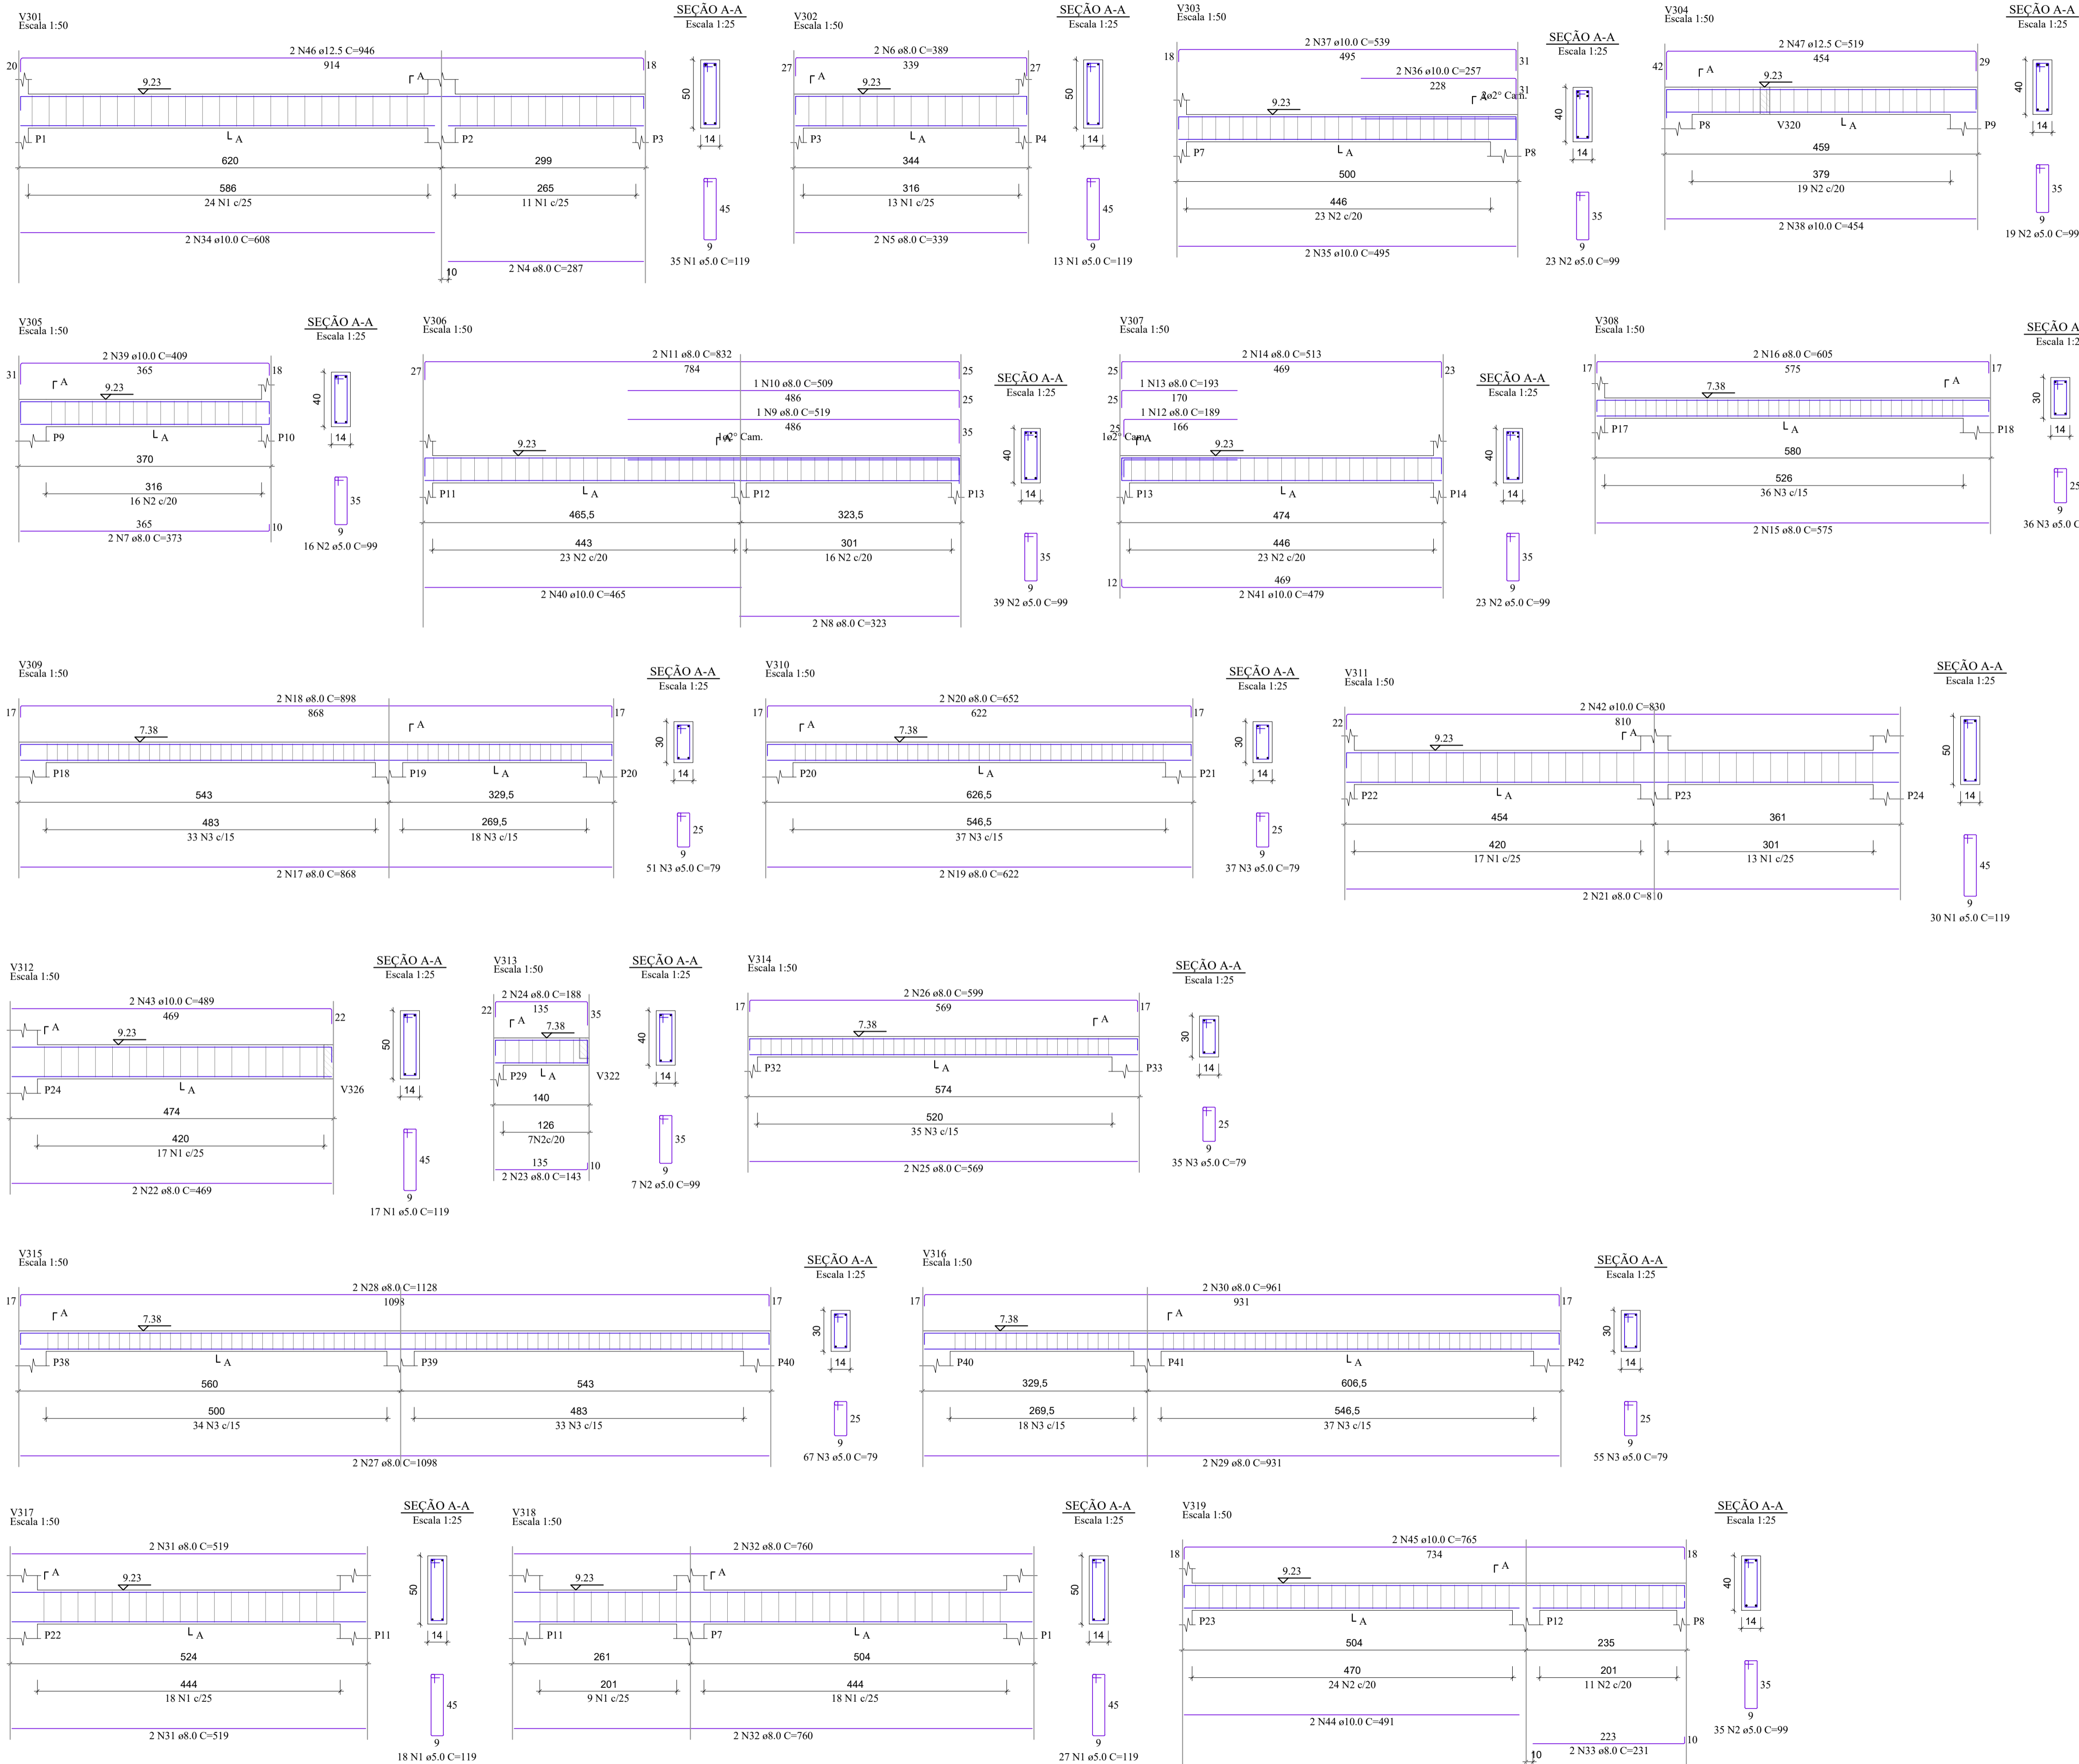 V301
Escala 1:50
SEÇÃO A-A
Escala 1:25
2 N46 ø12.5 C=946
20
914
18
A
9.23
50
14
P1
A
P2
P3
620
299
586
265
24 N1 c/25
11 N1 c/25
45
9
2 N34 ø10.0 C=608
35 N1 ø5.0 C=119
2 N4 ø8.0 C=287
10
V302
Escala 1:50
SEÇÃO A-A
Escala 1:25
2 N6 ø8.0 C=389
27
339
27
A
9.23
50
14
P3
A
P4
344
316
13 N1 c/25
45
9
2 N5 ø8.0 C=339
13 N1 ø5.0 C=119
V303
Escala 1:50
SEÇÃO A-A
Escala 1:25
2 N37 ø10.0 C=539
18
495
31
2 N36 ø10.0 C=257
228
31
A
2ø2° Cam.
9.23
40
14
P7
A
P8
500
446
23 N2 c/20
35
9
2 N35 ø10.0 C=495
23 N2 ø5.0 C=99
V304
Escala 1:50
SEÇÃO A-A
Escala 1:25
2 N47 ø12.5 C=519
42
454
29
A
9.23
40
14
P8
V320
A
P9
459
379
19 N2 c/20
35
9
2 N38 ø10.0 C=454
19 N2 ø5.0 C=99
V305
Escala 1:50
SEÇÃO A-A
Escala 1:25
2 N39 ø10.0 C=409
31
365
18
A
9.23
40
14
P9
A
P10
370
316
16 N2 c/20
35
9
365
10
2 N7 ø8.0 C=373
16 N2 ø5.0 C=99
V306
Escala 1:50
SEÇÃO A-A
Escala 1:25
2 N11 ø8.0 C=832
27
784
25
1 N10 ø8.0 C=509
486
25
1 N9 ø8.0 C=519
486
35
A
1ø2° Cam.
9.23
40
14
P11
A
P12
P13
465,5
323,5
443
301
23 N2 c/20
16 N2 c/20
35
9
2 N40 ø10.0 C=465
39 N2 ø5.0 C=99
2 N8 ø8.0 C=323
V307
Escala 1:50
SEÇÃO A-A
Escala 1:25
2 N14 ø8.0 C=513
25
469
23
1 N13 ø8.0 C=193
25
170
1 N12 ø8.0 C=189
25
166
1ø2° Cam.
A
9.23
40
14
P13
A
P14
474
446
23 N2 c/20
35
9
12
469
2 N41 ø10.0 C=479
23 N2 ø5.0 C=99
V308
Escala 1:50
SEÇÃO A
Escala 1:2
2 N16 ø8.0 C=605
17
575
17
A
7.38
30
14
P17
A
P18
580
526
36 N3 c/15
25
9
2 N15 ø8.0 C=575
36 N3 ø5.0 C
V309
Escala 1:50
SEÇÃO A-A
Escala 1:25
2 N18 ø8.0 C=898
17
868
17
A
7.38
30
14
P18
P19
A
P20
543
329,5
483
269,5
33 N3 c/15
18 N3 c/15
25
9
2 N17 ø8.0 C=868
51 N3 ø5.0 C=79
V310
Escala 1:50
SEÇÃO A-A
Escala 1:25
2 N20 ø8.0 C=652
17
622
17
A
7.38
30
14
P20
A
P21
626,5
546,5
37 N3 c/15
25
9
2 N19 ø8.0 C=622
37 N3 ø5.0 C=79
V311
Escala 1:50
SEÇÃO A-A
Escala 1:25
2 N42 ø10.0 C=830
22
810
A
9.23
50
14
P22
A
P23
P24
454
361
420
301
17 N1 c/25
13 N1 c/25
45
9
2 N21 ø8.0 C=810
30 N1 ø5.0 C=119
V312
Escala 1:50
SEÇÃO A-A
Escala 1:25
2 N43 ø10.0 C=489
469
22
A
9.23
50
14
P24
A
V326
474
420
17 N1 c/25
45
9
2 N22 ø8.0 C=469
17 N1 ø5.0 C=119
V313
Escala 1:50
SEÇÃO A-A
Escala 1:25
2 N24 ø8.0 C=188
22
135
35
A
7.38
40
14
P29
A
V322
140
126
7N2c/20
35
9
135
10
2 N23 ø8.0 C=143
7 N2 ø5.0 C=99
V314
Escala 1:50
SEÇÃO A-A
Escala 1:25
2 N26 ø8.0 C=599
17
569
17
A
7.38
30
14
P32
A
P33
574
520
35 N3 c/15
25
9
2 N25 ø8.0 C=569
35 N3 ø5.0 C=79
V315
Escala 1:50
SEÇÃO A-A
Escala 1:25
2 N28 ø8.0 C=1128
17
1098
17
A
7.38
30
14
P38
A
P39
P40
560
543
500
483
34 N3 c/15
33 N3 c/15
25
9
2 N27 ø8.0 C=1098
67 N3 ø5.0 C=79
V316
Escala 1:50
SEÇÃO A-A
Escala 1:25
2 N30 ø8.0 C=961
17
931
17
A
7.38
30
14
P40
P41
A
P42
329,5
606,5
269,5
546,5
18 N3 c/15
37 N3 c/15
25
9
2 N29 ø8.0 C=931
55 N3 ø5.0 C=79
V317
Escala 1:50
SEÇÃO A-A
Escala 1:25
2 N31 ø8.0 C=519
A
9.23
50
14
P22
A
P11
524
444
18 N1 c/25
45
9
2 N31 ø8.0 C=519
18 N1 ø5.0 C=119
V318
Escala 1:50
SEÇÃO A-A
Escala 1:25
2 N32 ø8.0 C=760
A
9.23
50
14
P11
P7
A
P1
261
504
201
444
9 N1 c/25
18 N1 c/25
45
9
2 N32 ø8.0 C=760
27 N1 ø5.0 C=119
V319
Escala 1:50
SEÇÃO A-A
Escala 1:25
2 N45 ø10.0 C=765
18
734
18
A
9.23
40
14
P23
A
P12
P8
504
235
470
201
24 N2 c/20
11 N2 c/20
35
9
2 N44 ø10.0 C=491
35 N2 ø5.0 C=99
223
10
2 N33 ø8.0 C=231
10